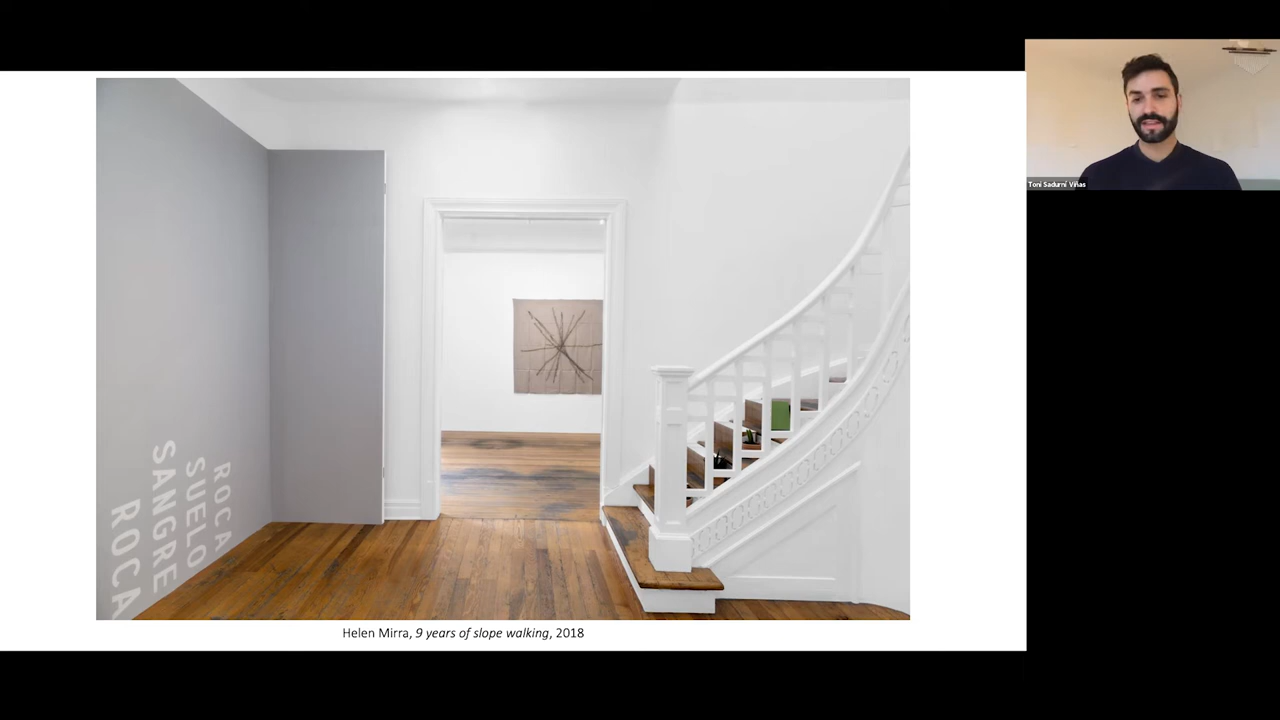 ROCA
SUELO
SANGRE
ROCA
Helen Mirra, 9 years of slope walking, 2018
Toni Sadurní Viñas